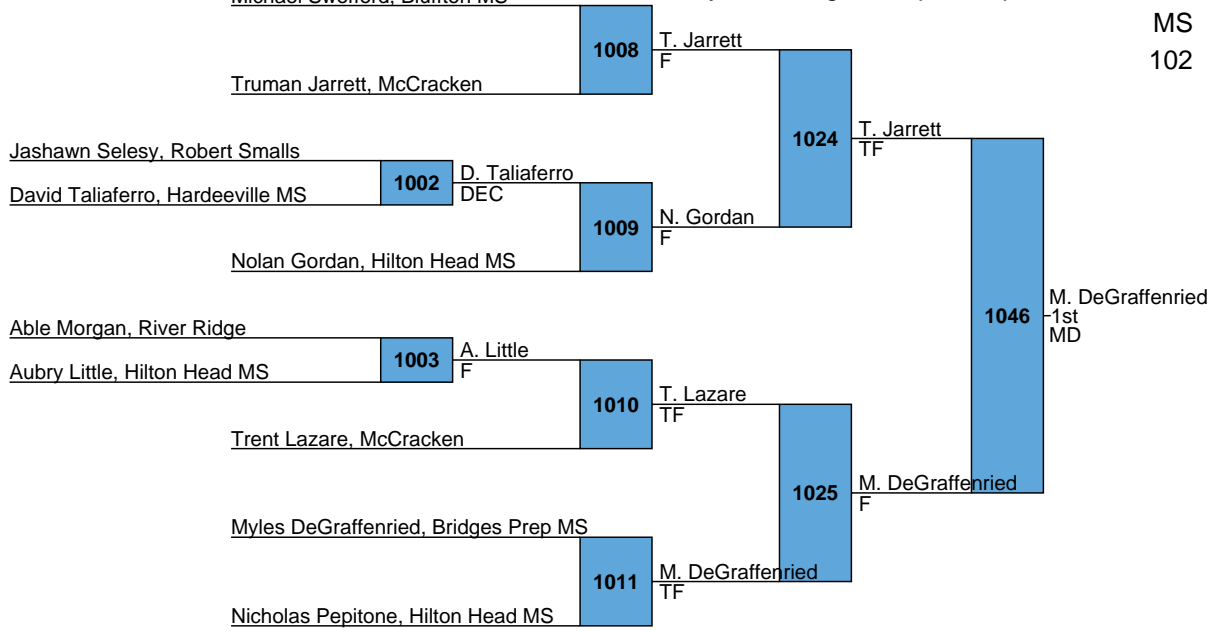 MS
102
1008
T. Jarrett
F
Truman Jarrett, McCracken
1024
T. Jarrett
TF
Jashawn Selesy, Robert Smalls
1002
D. Taliaferro
DEC
David Taliaferro, Hardeeville MS
1009
N. Gordan
F
Nolan Gordan, Hilton Head MS
1046
M. DeGraffenried
1st
MD
Able Morgan, River Ridge
1003
A. Little
F
Aubry Little, Hilton Head MS
1010
T. Lazare
TF
Trent Lazare, McCracken
1025
M. DeGraffenried
F
Myles DeGraffenried, Bridges Prep MS
1011
M. DeGraffenried
TF
Nicholas Pepitone, Hilton Head MS